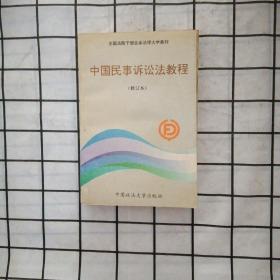 全国法院干部业余法律大学教材
中国民事诉讼法教程
(修订本)
中国政法大学出版社